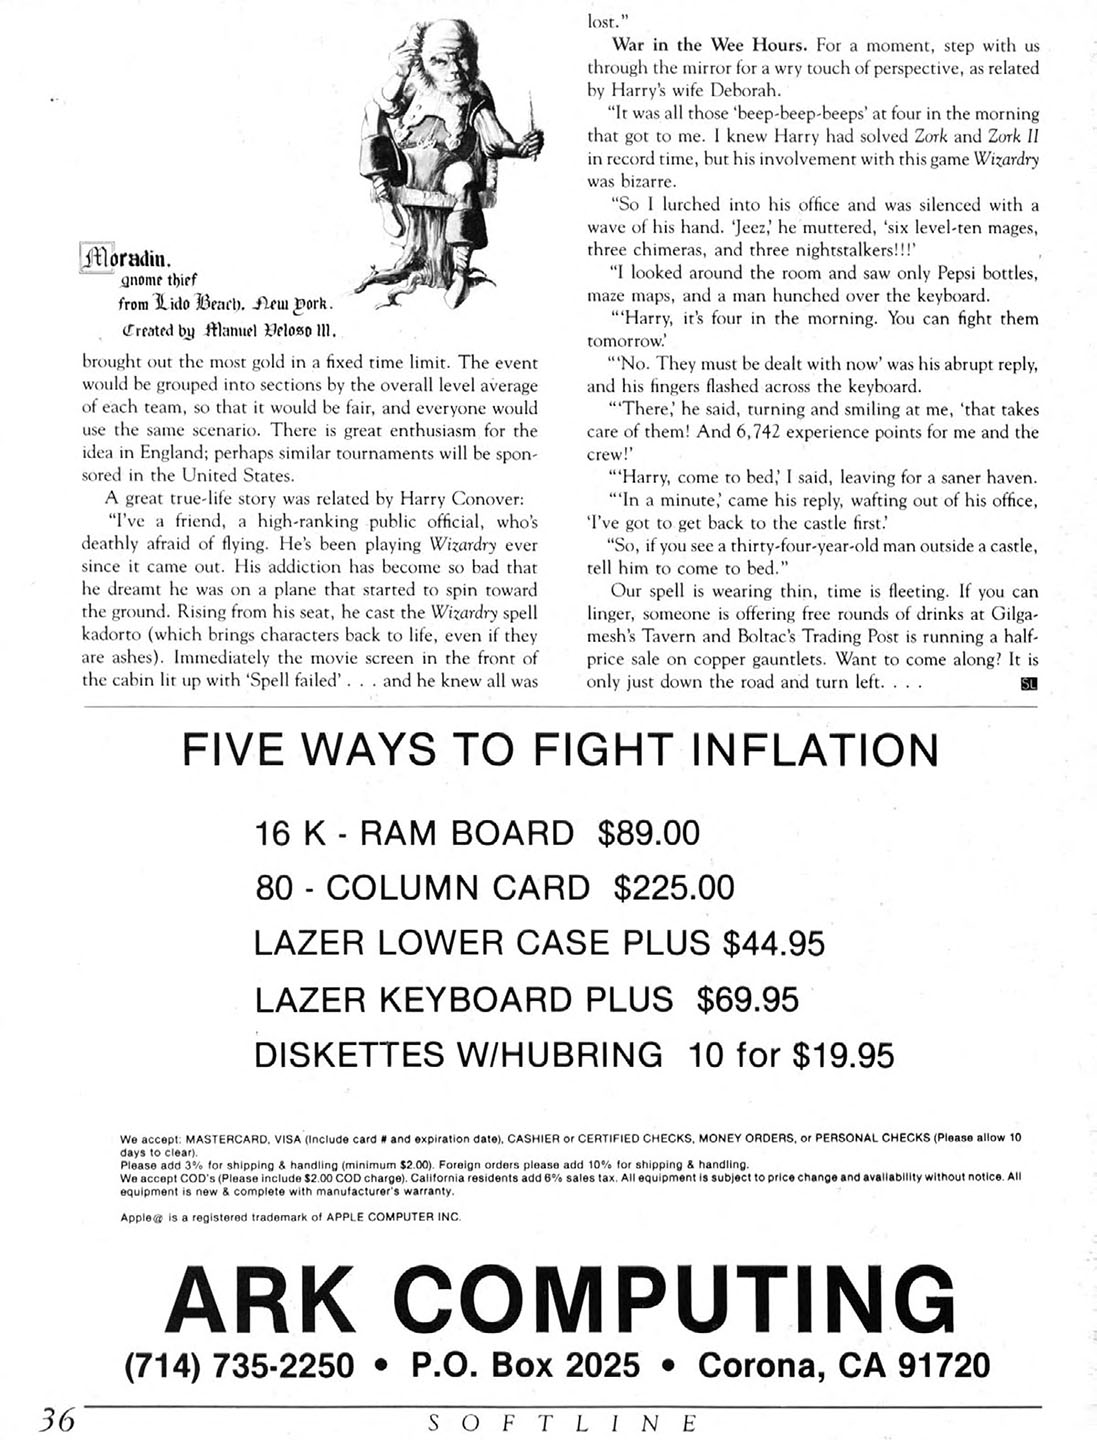 Moradin.
gnome thief
from Lido Beach, New York.
Created by Manuel Veloso III.
brought out the most gold in a fixed time limit. The event
would be grouped into sections by the overall level average
of each team, so that it would be fair, and everyone would
use the same scenario. There is great enthusiasm for the
idea in England; perhaps similar tournaments will be spon-
sored in the United States.
A great true-life story was related by Harry Conover:
"I've a friend, a high-ranking public official, who's
deathly afraid of flying. He's been playing Wizardry ever
since it came out. His addiction has become so bad that
he dreamt he was on a plane that started to spin toward
the ground. Rising from his seat, he cast the Wizardry spell
kadorto (which brings characters back to life, even if they
are ashes). Immediately the movie screen in the front of
the cabin lit up with 'Spell failed' . . . and he knew all was
lost."
War in the Wee Hours. For a moment, step with us
through the mirror for a wry touch of perspective, as related
by Harry's wife Deborah.
"It was all those 'beep-beep-beeps' at four in the morning
that got to me. I knew Harry had solved Zork and Zork II
in record time, but his involvement with this game Wizardry
was bizarre.
"So I lurched into his office and was silenced with a
wave of his hand. 'Jeez,' he muttered, 'six level-ten mages,
three chimeras, and three nightstalkers!!!'
"I looked around the room and saw only Pepsi bottles,
maze maps, and a man hunched over the keyboard.
"'Harry, it's four in the morning. You can fight them
tomorrow.'
"'No. They must be dealt with now' was his abrupt reply,
and his fingers flashed across the keyboard.
"'There,' he said, turning and smiling at me, 'that takes
care of them! And 6,742 experience points for me and the
crew!'
"'Harry, come to bed,' I said, leaving for a saner haven.
"'In a minute,' came his reply, wafting out of his office,
'I've got to get back to the castle first.'
"So, if you see a thirty-four-year-old man outside a castle,
tell him to come to bed."
Our spell is wearing thin, time is fleeting. If you can
linger, someone is offering free rounds of drinks at Gilga-
mesh's Tavern and Boltac's Trading Post is running a half-
price sale on copper gauntlets. Want to come along? It is
only just down the road and turn left. . . . SL
FIVE WAYS TO FIGHT INFLATION
16 K - RAM BOARD $89.00
80 - COLUMN CARD $225.00
LAZER LOWER CASE PLUS $44.95
LAZER KEYBOARD PLUS $69.95
DISKETTES W/HUBRING 10 for $19.95
We accept: MASTERCARD, VISA (Include card # and expiration date), CASHIER or CERTIFIED CHECKS, MONEY ORDERS, or PERSONAL CHECKS (Please allow 10
days to clear).
Please add 3% for shipping & handling (minimum $2.00). Foreign orders please add 10% for shipping & handling.
We accept COD's (Please include $2.00 COD charge). California residents add 6% sales tax. All equipment is subject to price change and availability without notice. All
equipment is new & complete with manufacturer's warranty.
Apple@ is a registered trademark of APPLE COMPUTER INC.
ARK COMPUTING
(714) 735-2250 • P.O. Box 2025 • Corona, CA 91720
36 SOFTLINE